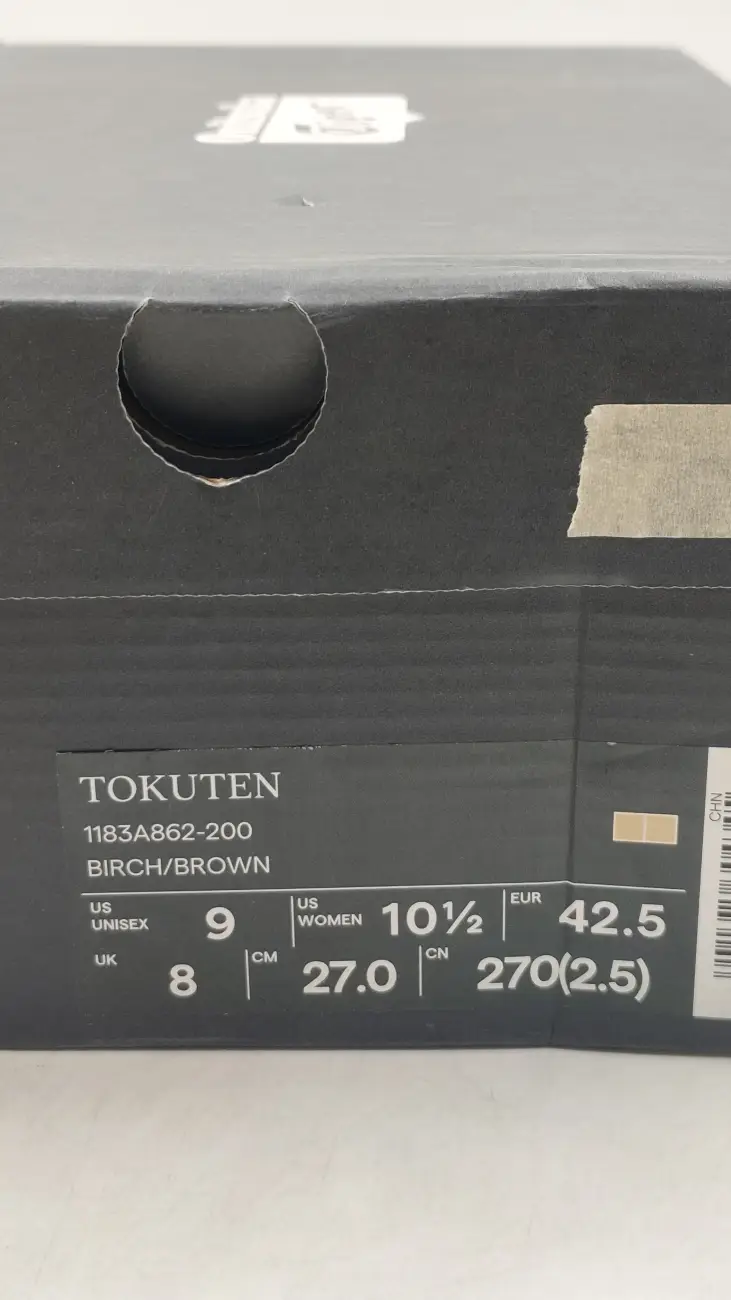 TOKUTEN
1183A862-200
BIRCH/BROWN
US UNISEX 9 US WOMEN 10½ EUR 42.5
UK 8 CM 27.0 CN 270(2.5)
CHN